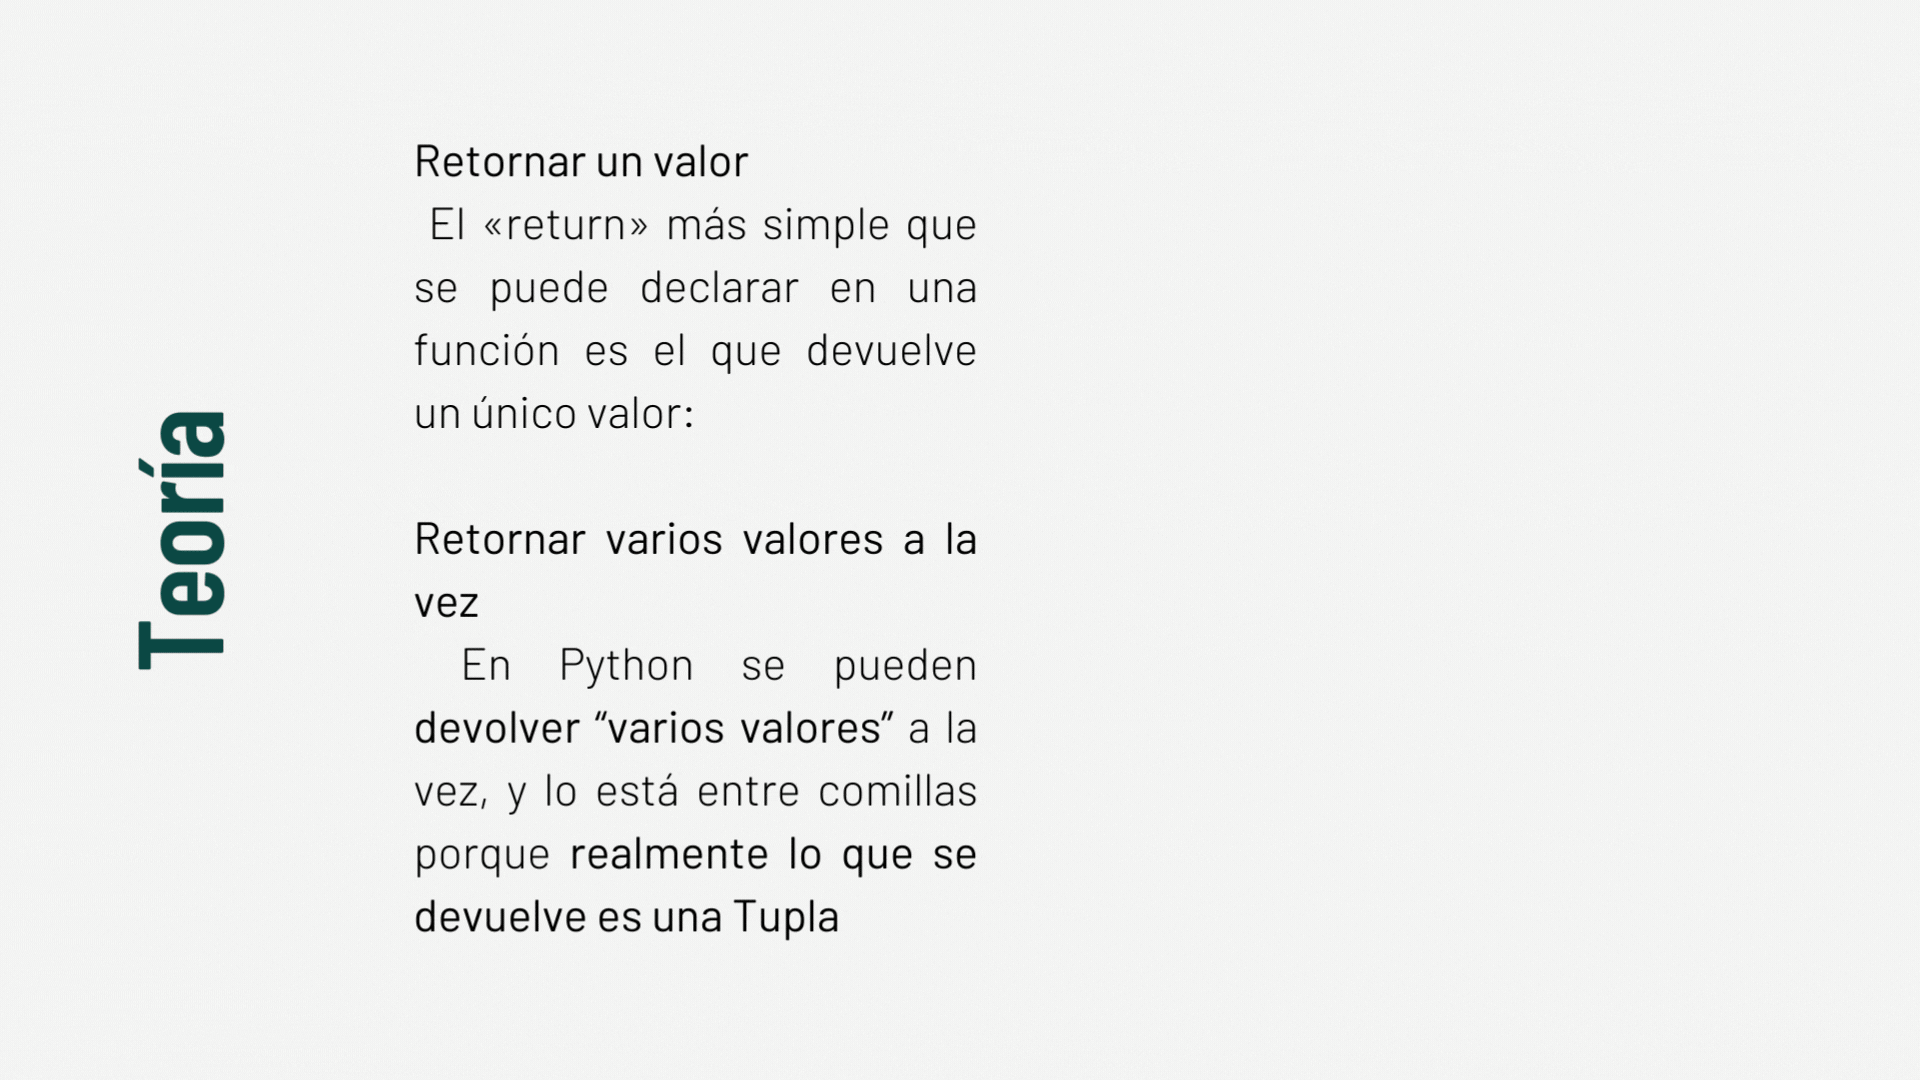 Teoría
Retornar un valor
El «return» más simple que
se puede declarar en una
función es el que devuelve
un único valor:
Retornar varios valores a la
vez
En Python se pueden
devolver “varios valores” a la
vez, y lo está entre comillas
porque realmente lo que se
devuelve es una Tupla